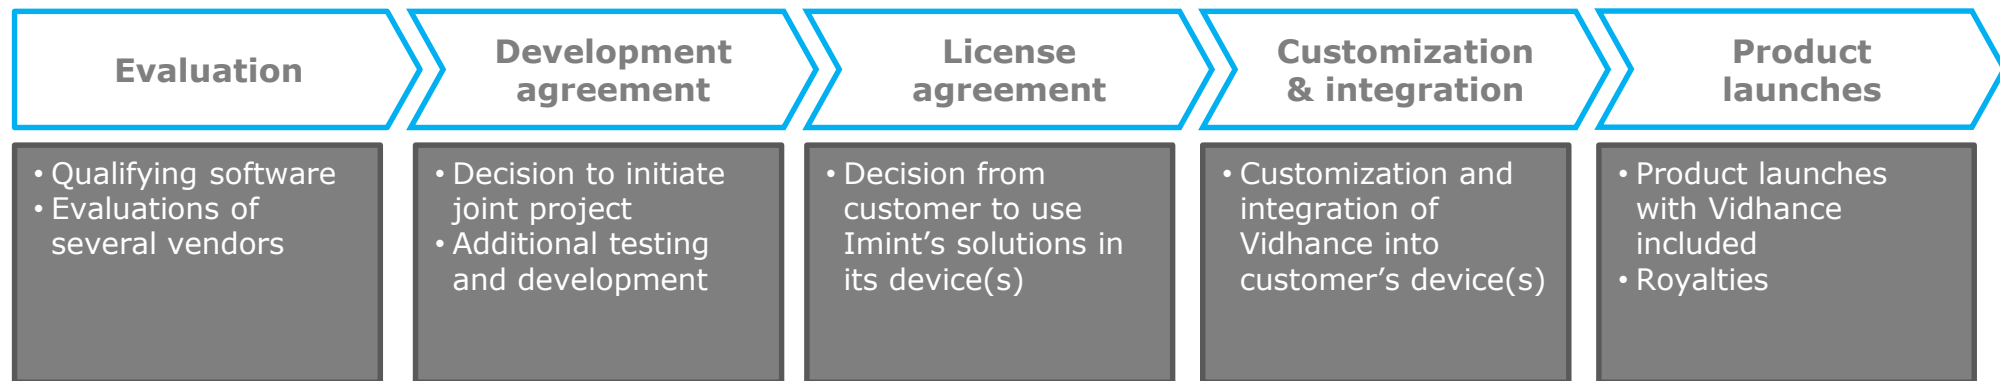 Evaluation
Development
agreement
License
agreement
Customization
& integration
Product
launches
• Qualifying software
• Evaluations of
several vendors
• Decision to initiate
joint project
• Additional testing
and development
• Decision from
customer to use
Imint’s solutions in
its device(s)
• Customization and
integration of
Vidhance into
customer’s device(s)
• Product launches
with Vidhance
included
• Royalties